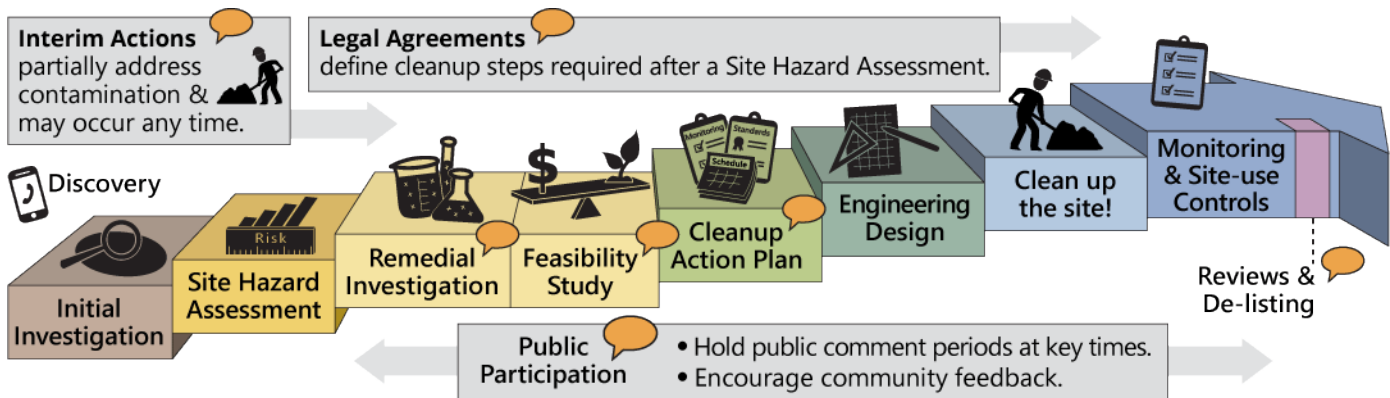 Interim Actions
partially address
contamination &
may occur any time.
Legal Agreements
define cleanup steps required after a Site Hazard Assessment.
Discovery
Initial
Investigation
Risk
Site Hazard
Assessment
Remedial
Investigation
$
Feasibility
Study
Monitoring
Standards
Schedule
Cleanup
Action Plan
Engineering
Design
Clean up
the site!
Monitoring
& Site-use
Controls
Reviews &
De-listing
Public
Participation
• Hold public comment periods at key times.
• Encourage community feedback.